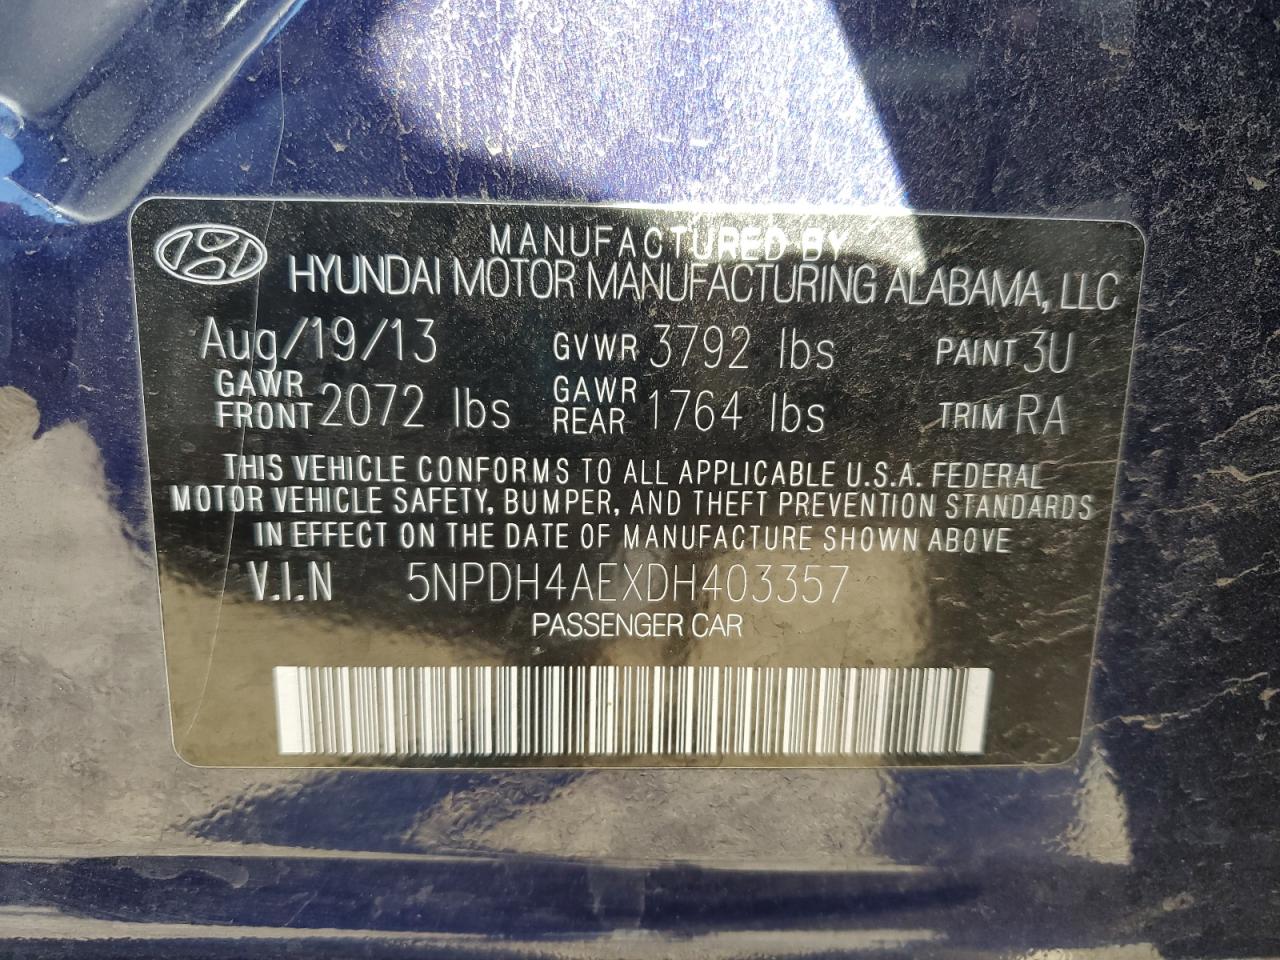 MANUFACTURED BY
HYUNDAI MOTOR MANUFACTURING ALABAMA, LLC
Aug/19/13 GVWR 3792 lbs PAINT 3U
GAWR FRONT 2072 lbs GAWR REAR 1764 lbs TRIM RA
THIS VEHICLE CONFORMS TO ALL APPLICABLE U.S.A. FEDERAL
MOTOR VEHICLE SAFETY, BUMPER, AND THEFT PREVENTION STANDARDS
IN EFFECT ON THE DATE OF MANUFACTURE SHOWN ABOVE
V.I.N 5NPDH4AEXDH403357
PASSENGER CAR